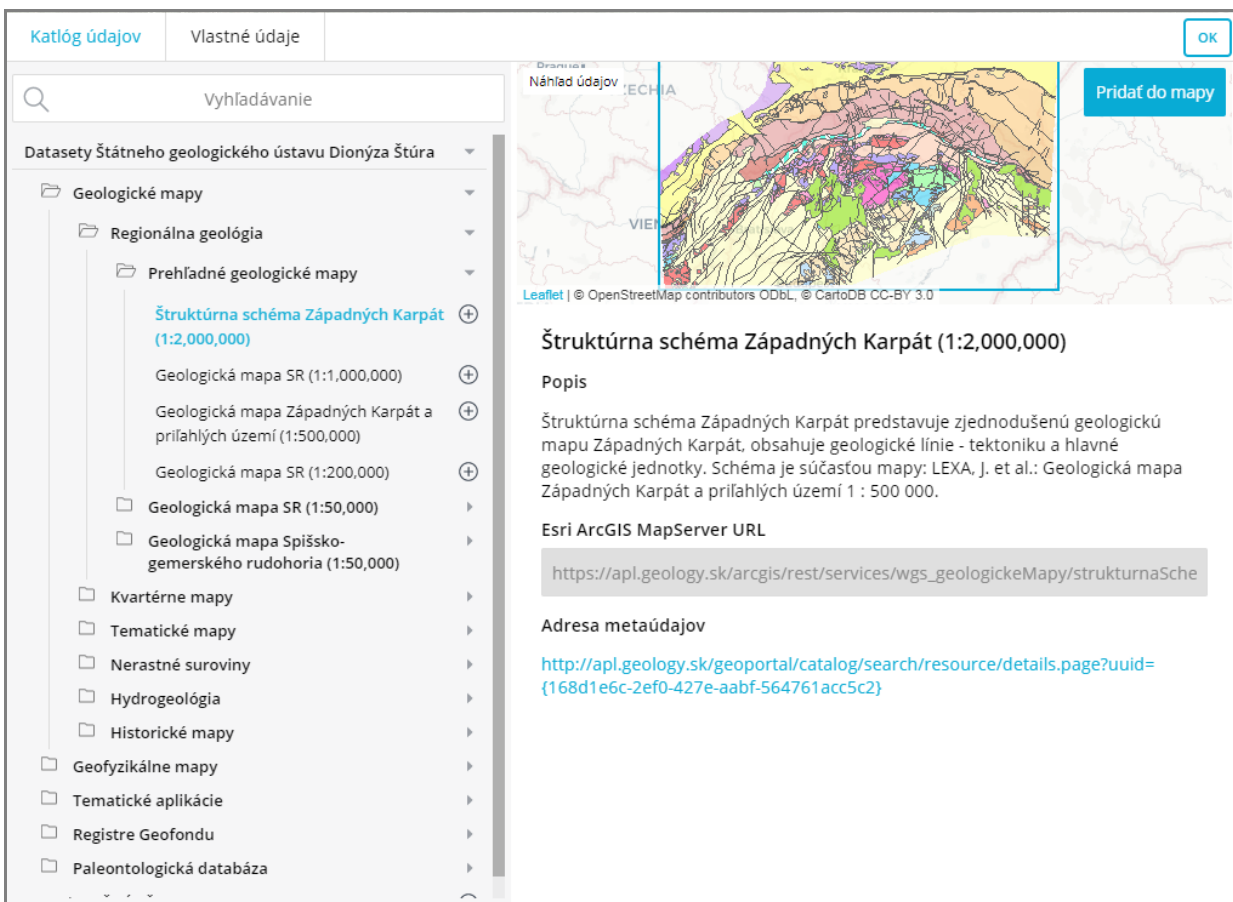 Katlóg údajov
Vlastné údaje
OK
Vyhľadávanie
Datasety Štátneho geologického ústavu Dionýza Štúra
Geologické mapy
Regionálna geológia
Prehľadné geologické mapy
Štruktúrna schéma Západných Karpát
(1:2,000,000)
Geologická mapa SR (1:1,000,000)
Geologická mapa Západných Karpát a
priľahlých území (1:500,000)
Geologická mapa SR (1:200,000)
Geologická mapa SR (1:50,000)
Geologická mapa Spišsko-
gemerského rudohoria (1:50,000)
Kvartérne mapy
Tematické mapy
Nerastné suroviny
Hydrogeológia
Historické mapy
Geofyzikálne mapy
Tematické aplikácie
Registre Geofondu
Paleontologická databáza
Prague
Náhľad údajov
ECHIA
Pridať do mapy
VIEN
Leaflet | © OpenStreetMap contributors ODbL, © CartoDB CC-BY 3.0
Štruktúrna schéma Západných Karpát (1:2,000,000)
Popis
Štruktúrna schéma Západných Karpát predstavuje zjednodušenú geologickú
mapu Západných Karpát, obsahuje geologické línie - tektoniku a hlavné
geologické jednotky. Schéma je súčasťou mapy: LEXA, J. et al.: Geologická mapa
Západných Karpát a priľahlých území 1 : 500 000.
Esri ArcGIS MapServer URL
https://apl.geology.sk/arcgis/rest/services/wgs_geologickeMapy/strukturnaSche
Adresa metaúdajov
http://apl.geology.sk/geoportal/catalog/search/resource/details.page?uuid=
{168d1e6c-2ef0-427e-aabf-564761acc5c2}